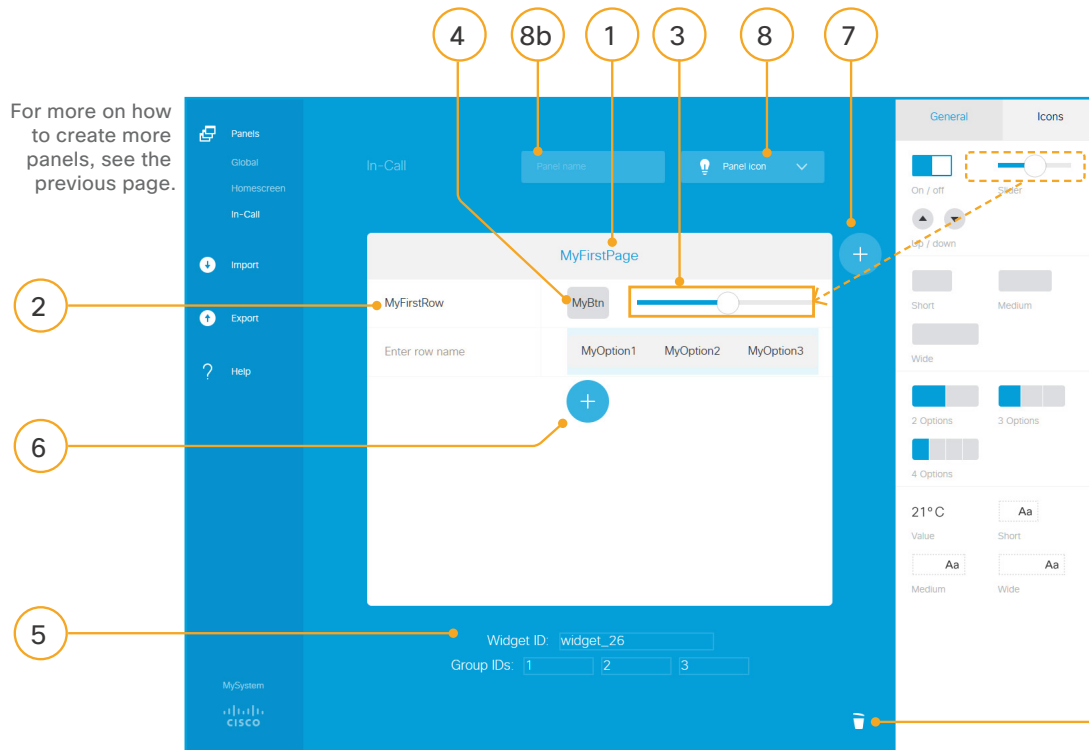 4
8b
1
3
8
7
For more on how
to create more
panels, see the
previous page.
Panels
Global
Homescreen
In-Call
Import
Export
Help
MySystem
CISCO
In-Call
Panel name
Panel icon
MyFirstPage
2
MyFirstRow
MyBtn
Enter row name
MyOption1 MyOption2 MyOption3
6
5
Widget ID: widget_26
Group IDs: 1 2 3
General Icons
On / off Slider
Up / down
Short Medium
Wide
2 Options 3 Options
4 Options
21°C Aa
Value Short
Aa Aa
Medium Wide